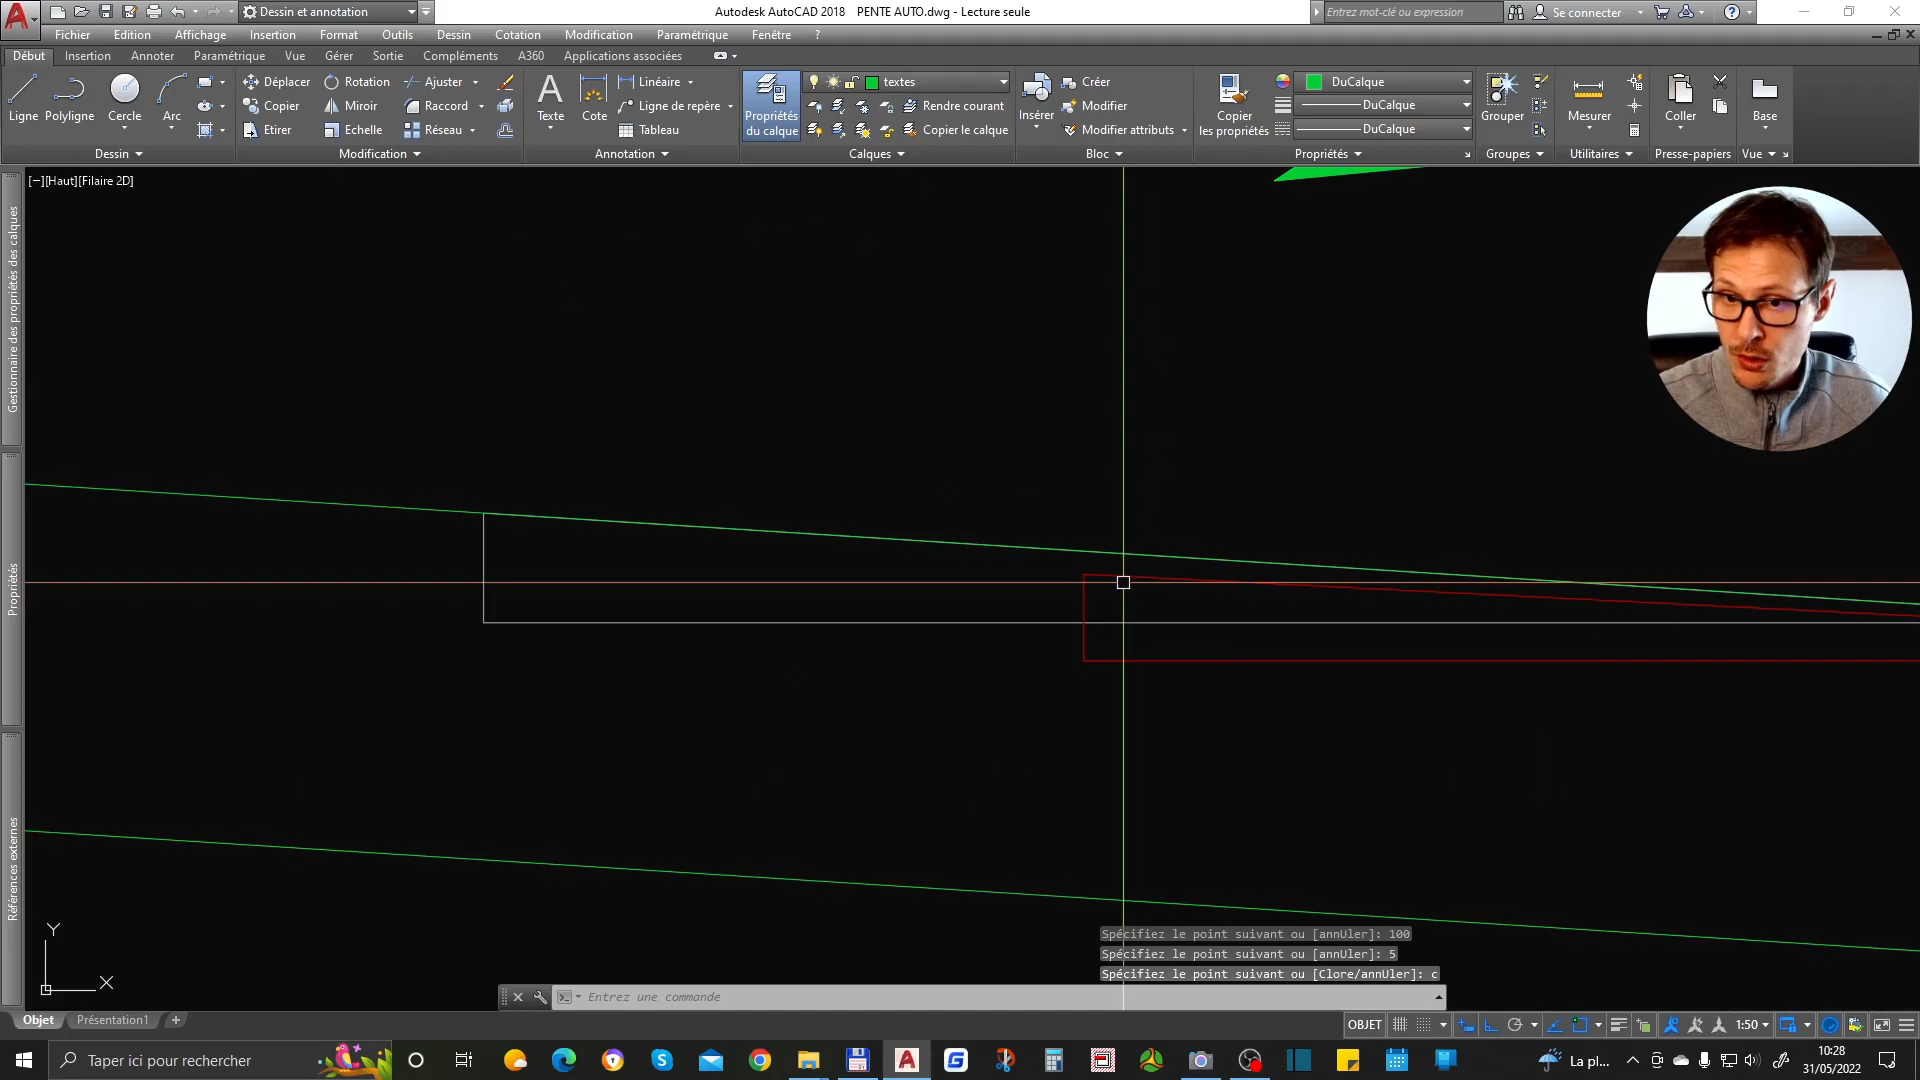 Dessin et annotation
Autodesk AutoCAD 2018 PENTE AUTO.dwg - Lecture seule
Entrez mot-clé ou expression
Se connecter
Fichier Edition Affichage Insertion Format Outils Dessin Cotation Modification Paramétrique Fenêtre ?
Début Insertion Annoter Paramétrique Vue Gérer Sortie Compléments A360 Applications associées
Ligne Polyligne Cercle Arc
Déplacer Rotation Ajuster
Copier Miroir Raccord
Etirer Echelle Réseau
Texte Cote
Linéaire
Ligne de repère
Tableau
Propriétés
du calque
textes
Rendre courant
Copier le calque
Insérer
Créer
Modifier
Modifier attributs
Copier
les propriétés
DuCalque
DuCalque
DuCalque
Grouper
Mesurer
Coller
Base
Dessin Modification Annotation Calques Bloc Propriétés Groupes Utilitaires Presse-papiers Vue
[−][Haut][Filaire 2D]
Gestionnaire des propriétés des calques
Propriétés
Références externes
Y
X
Spécifiez le point suivant ou [annUler]: 100
Spécifiez le point suivant ou [annUler]: 5
Spécifiez le point suivant ou [Clore/annUler]: c
Entrez une commande
Objet Présentation1 +
OBJET
1:50
Taper ici pour rechercher
La pl...
10:28
31/05/2022